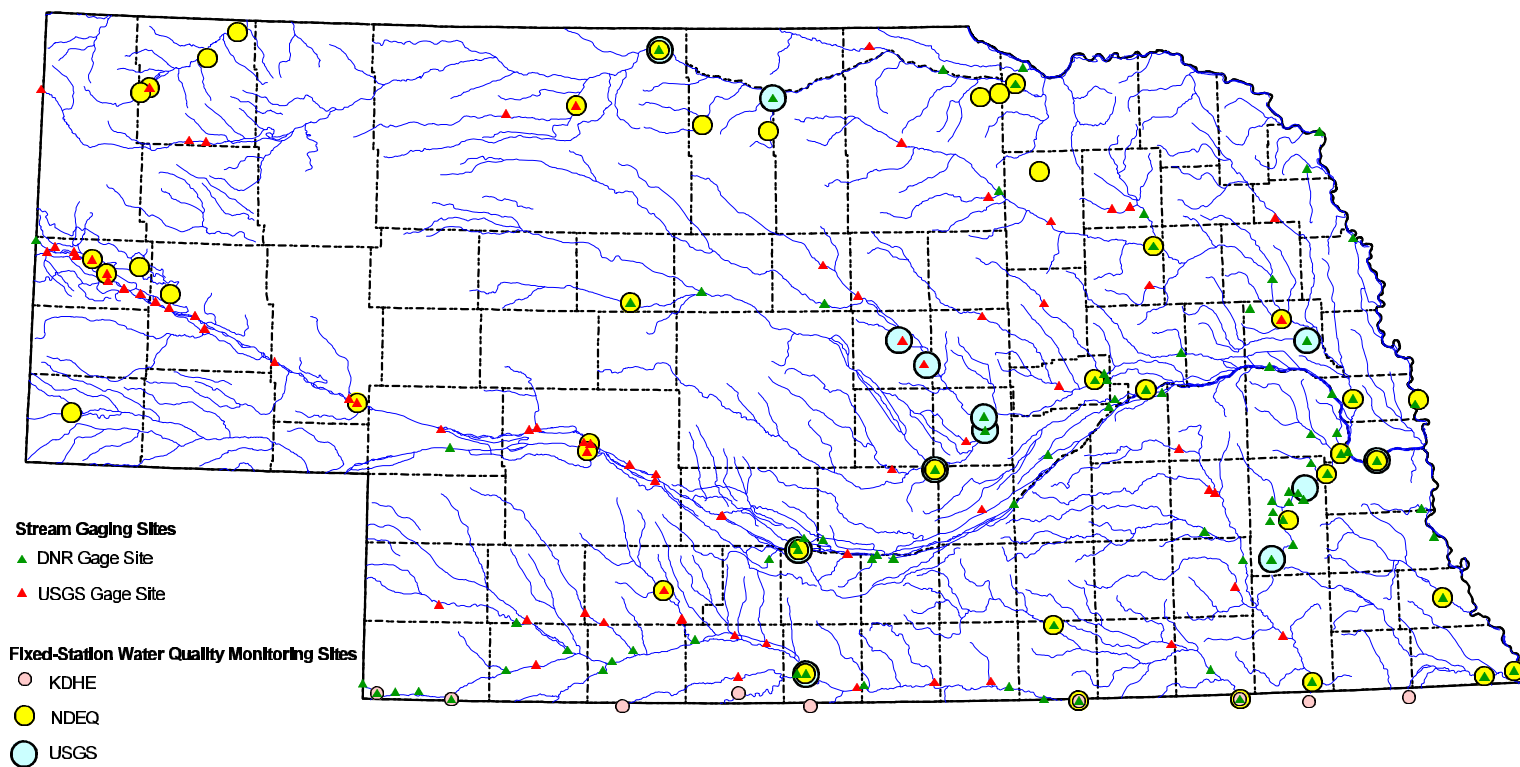 Stream Gaging Sites
DNR Gage Site
USGS Gage Site
Fixed-Station Water Quality Monitoring Sites
KDHE
NDEQ
USGS